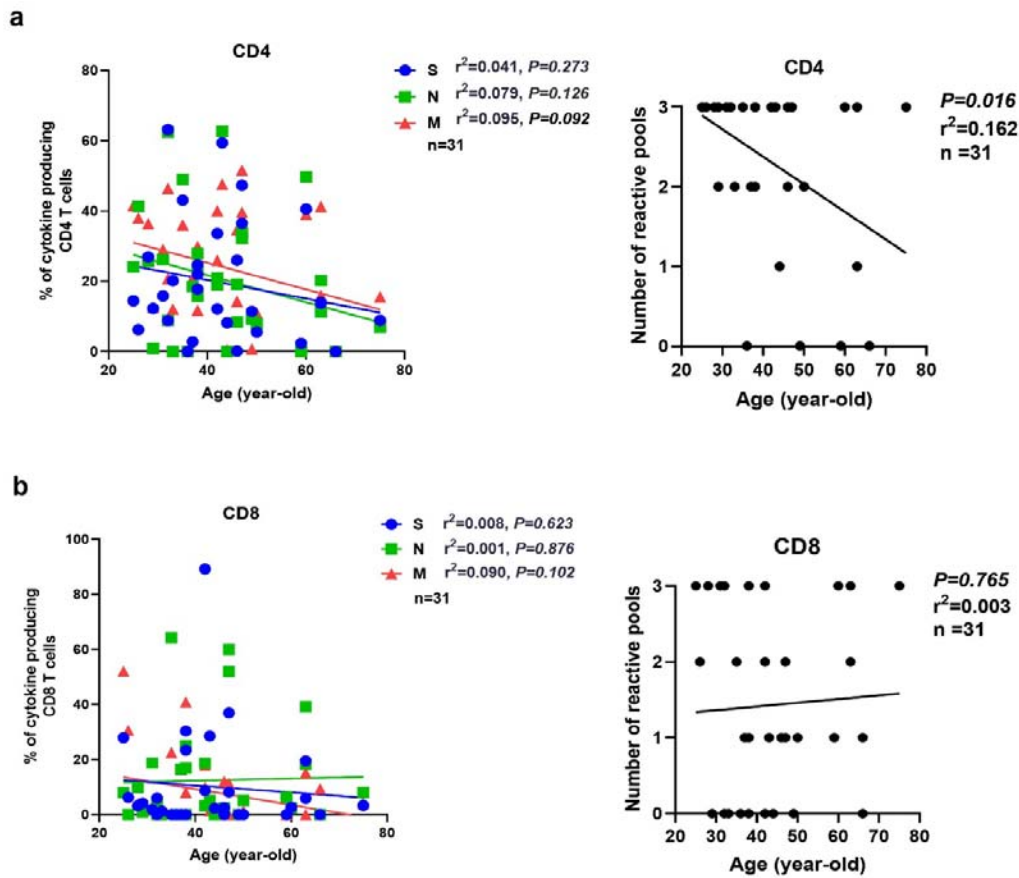 a
CD4
S r²=0.041, P=0.273
N r²=0.079, P=0.126
M r²=0.095, P=0.092
n=31
% of cytokine producing
CD4 T cells
80
60
40
20
0
20 40 60 80
Age (year-old)
CD4
P=0.016
r²=0.162
n =31
Number of reactive pools
3
2
1
0
20 30 40 50 60 70 80
Age (year-old)
b
CD8
S r²=0.008, P=0.623
N r²=0.001, P=0.876
M r²=0.090, P=0.102
n=31
% of cytokine producing
CD8 T cells
100
80
60
40
20
0
20 40 60 80
Age (year-old)
CD8
P=0.765
r²=0.003
n =31
Number of reactive pools
3
2
1
0
20 30 40 50 60 70 80
Age (year-old)